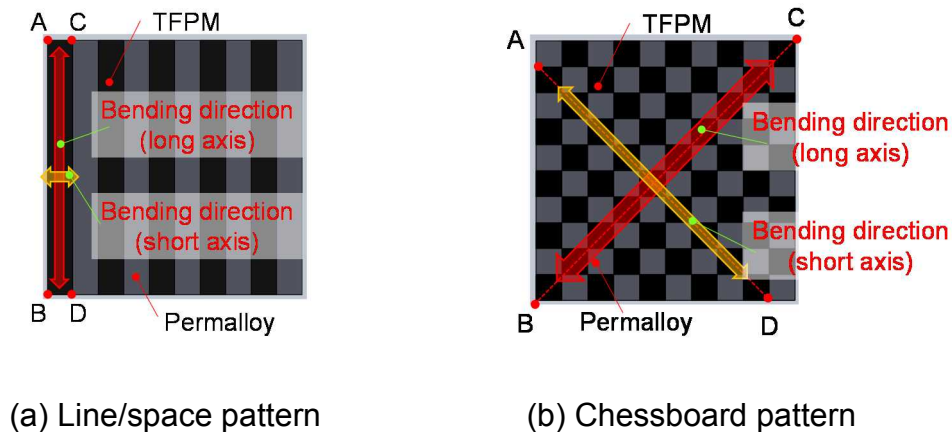 A C TFPM
Bending direction
(long axis)
Bending direction
(short axis)
B D
Permalloy
(a) Line/space pattern
C
A TFPM
Bending direction
(long axis)
Bending direction
(short axis)
B Permalloy D
(b) Chessboard pattern